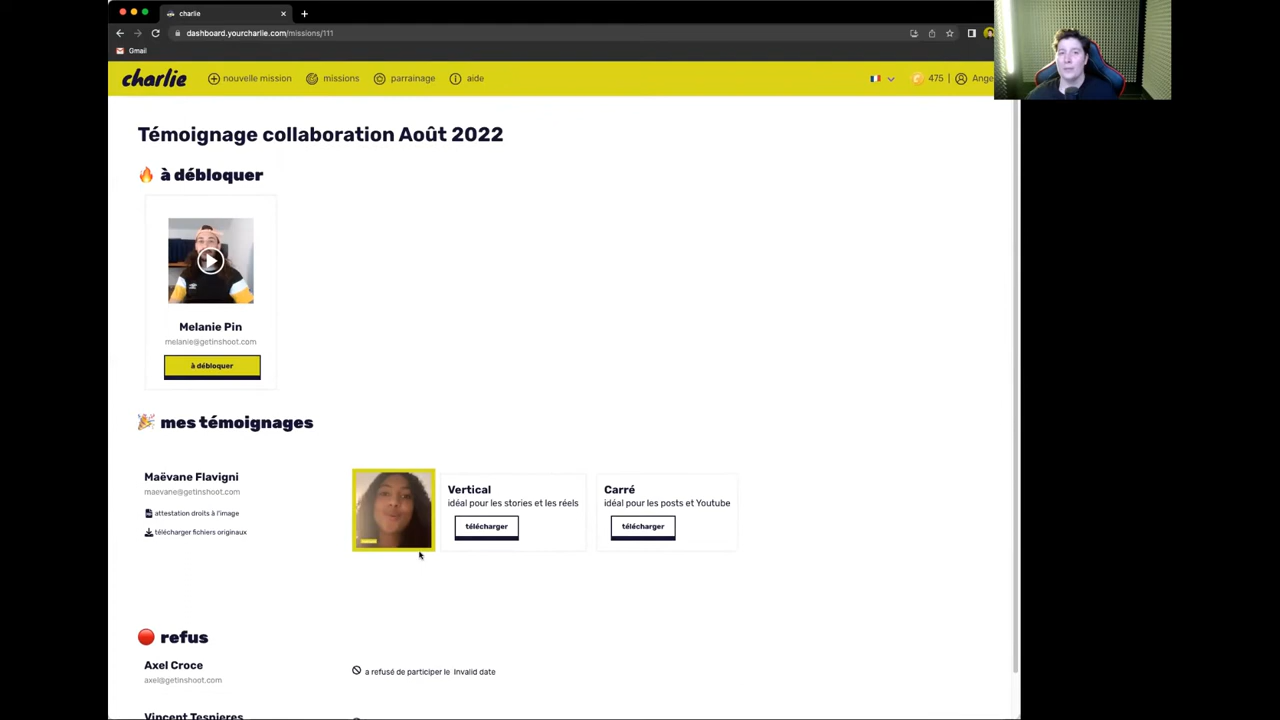 charlie
dashboard.yourcharlie.com/missions/111
Gmail
charlie
nouvelle mission
missions
parrainage
aide
475
Ange
Témoignage collaboration Août 2022
à débloquer
Melanie Pin
melanie@getinshoot.com
à débloquer
mes témoignages
Maëvane Flavigni
maevane@getinshoot.com
attestation droits à l'image
télécharger fichiers originaux
Vertical
idéal pour les stories et les réels
télécharger
Carré
idéal pour les posts et Youtube
télécharger
refus
Axel Croce
axel@getinshoot.com
a refusé de participer le Invalid date
Vincent Tesnieres